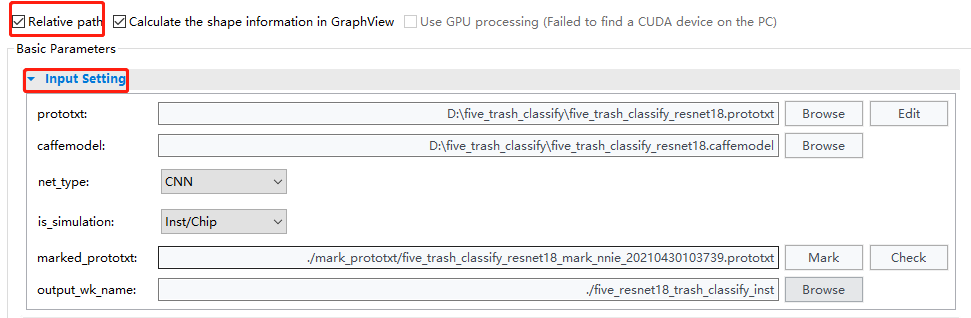 Relative path Calculate the shape information in GraphView Use GPU processing (Failed to find a CUDA device on the PC)
Basic Parameters
Input Setting
prototxt: D:\five_trash_classify\five_trash_classify_resnet18.prototxt Browse Edit
caffemodel: D:\five_trash_classify\five_trash_classify_resnet18.caffemodel Browse
net_type: CNN
is_simulation: Inst/Chip
marked_prototxt: ./mark_prototxt/five_trash_classify_resnet18_mark_nnie_20210430103739.prototxt Mark Check
output_wk_name: ./five_resnet18_trash_classify_inst Browse